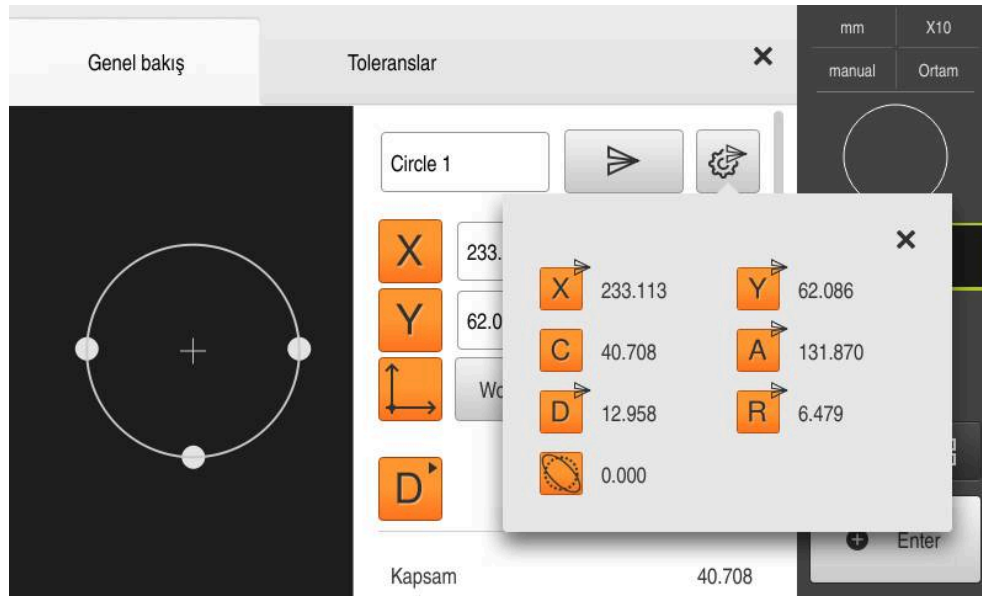 Genel bakış
Toleranslar
mm
X10
manual
Ortam
Circle 1
X
233.
Y
62.0
Wo
D
X
233.113
Y
62.086
C
40.708
A
131.870
D
12.958
R
6.479
0.000
Enter
Kapsam
40.708